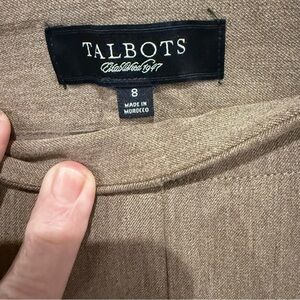 TALBOTS
Established 1947
8
MADE IN
MOROCCO